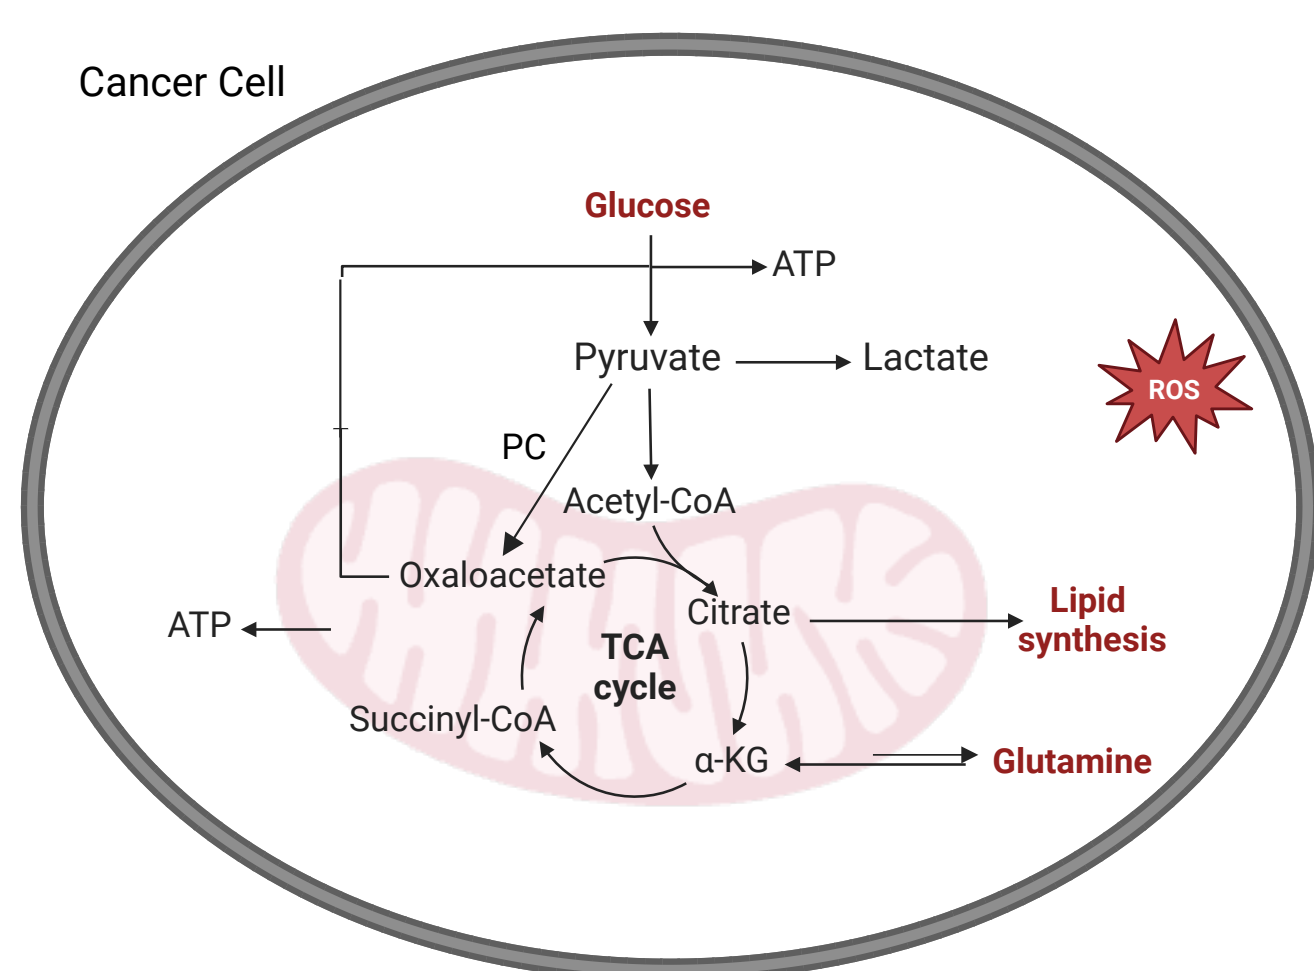 Cancer Cell
Glucose
ATP
Pyruvate
Lactate
ROS
PC
Acetyl-CoA
Oxaloacetate
Citrate
Lipid
synthesis
ATP
TCA
cycle
Succinyl-CoA
α-KG
Glutamine